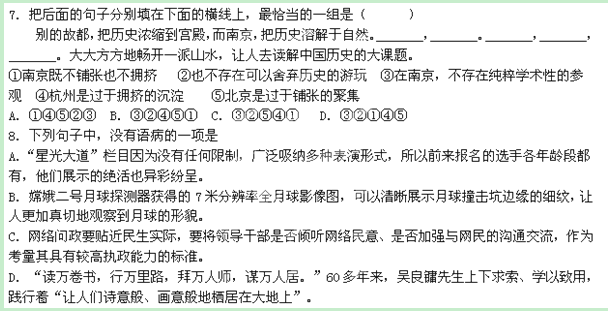 7. 把后面的句子分别填在下面的横线上，最恰当的一组是（ ）
别的故都，把历史浓缩到宫殿，而南京，把历史溶解于自然。______，______。______，______，
______。大大方方地畅开一派山水，让人去读解中国历史的大课题。
①南京既不铺张也不拥挤 ②也不存在可以舍弃历史的游玩 ③在南京，不存在纯粹学术性的参
观 ④杭州是过于拥挤的沉淀 ⑤北京是过于铺张的聚集
A. ①④⑤②③ B. ③②④⑤① C. ③②⑤④① D. ③②①④⑤
8. 下列句子中，没有语病的一项是
A.“星光大道”栏目因为没有任何限制，广泛吸纳多种表演形式，所以前来报名的选手各年龄段都
有，他们展示的绝活也异彩纷呈。
B. 嫦娥二号月球探测器获得的 7 米分辨率全月球影像图，可以清晰展示月球撞击坑边缘的细纹，让
人更加真切地观察到月球的形貌。
C. 网络问政要贴近民生实际，要将领导干部是否倾听网络民意、是否加强与网民的沟通交流，作为
考量其具有较高执政能力的标准。
D. “读万卷书，行万里路，拜万人师，谋万人居。”60 多年来，吴良镛先生上下求索、学以致用，
践行着“让人们诗意般、画意般地栖居在大地上”。